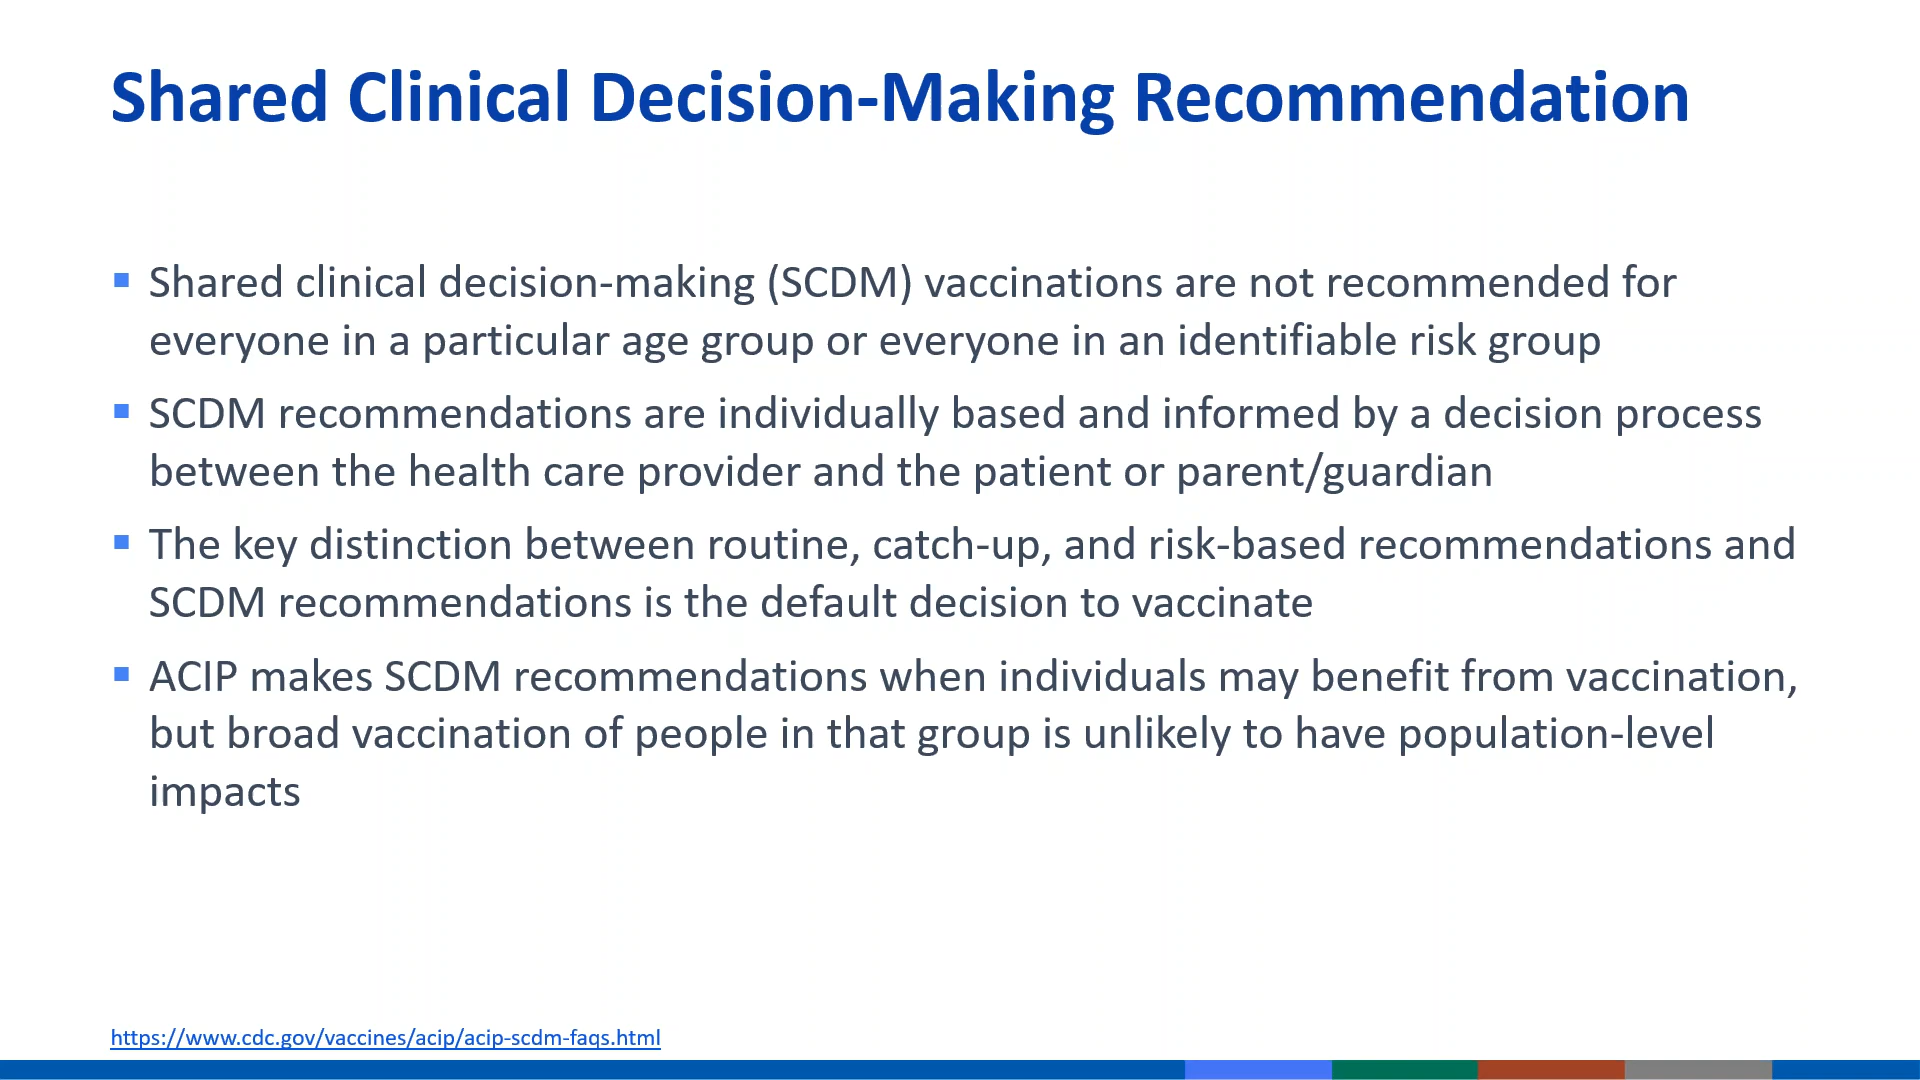 Shared Clinical Decision-Making Recommendation
▪ Shared clinical decision-making (SCDM) vaccinations are not recommended for
everyone in a particular age group or everyone in an identifiable risk group
▪ SCDM recommendations are individually based and informed by a decision process
between the health care provider and the patient or parent/guardian
▪ The key distinction between routine, catch-up, and risk-based recommendations and
SCDM recommendations is the default decision to vaccinate
▪ ACIP makes SCDM recommendations when individuals may benefit from vaccination,
but broad vaccination of people in that group is unlikely to have population-level
impacts
https://www.cdc.gov/vaccines/acip/acip-scdm-faqs.html